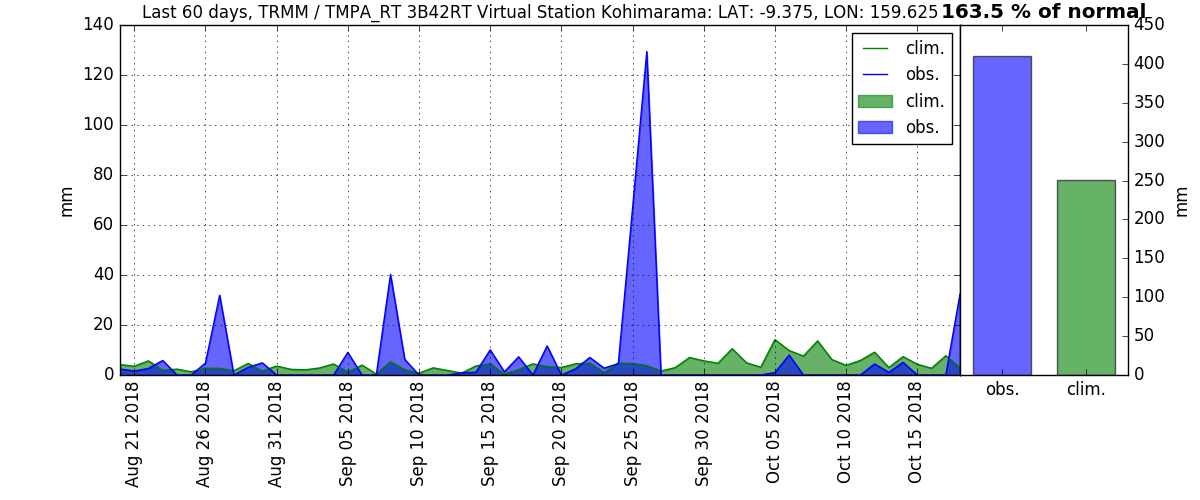 Last 60 days, TRMM / TMPA_RT 3B42RT Virtual Station Kohimarama: LAT: -9.375, LON: 159.625
163.5 % of normal
140
120
100
80
60
40
20
0
mm
clim.
obs.
clim.
obs.
Aug 21 2018
Aug 26 2018
Aug 31 2018
Sep 05 2018
Sep 10 2018
Sep 15 2018
Sep 20 2018
Sep 25 2018
Sep 30 2018
Oct 05 2018
Oct 10 2018
Oct 15 2018
450
400
350
300
250
200
150
100
50
0
mm
obs.
clim.